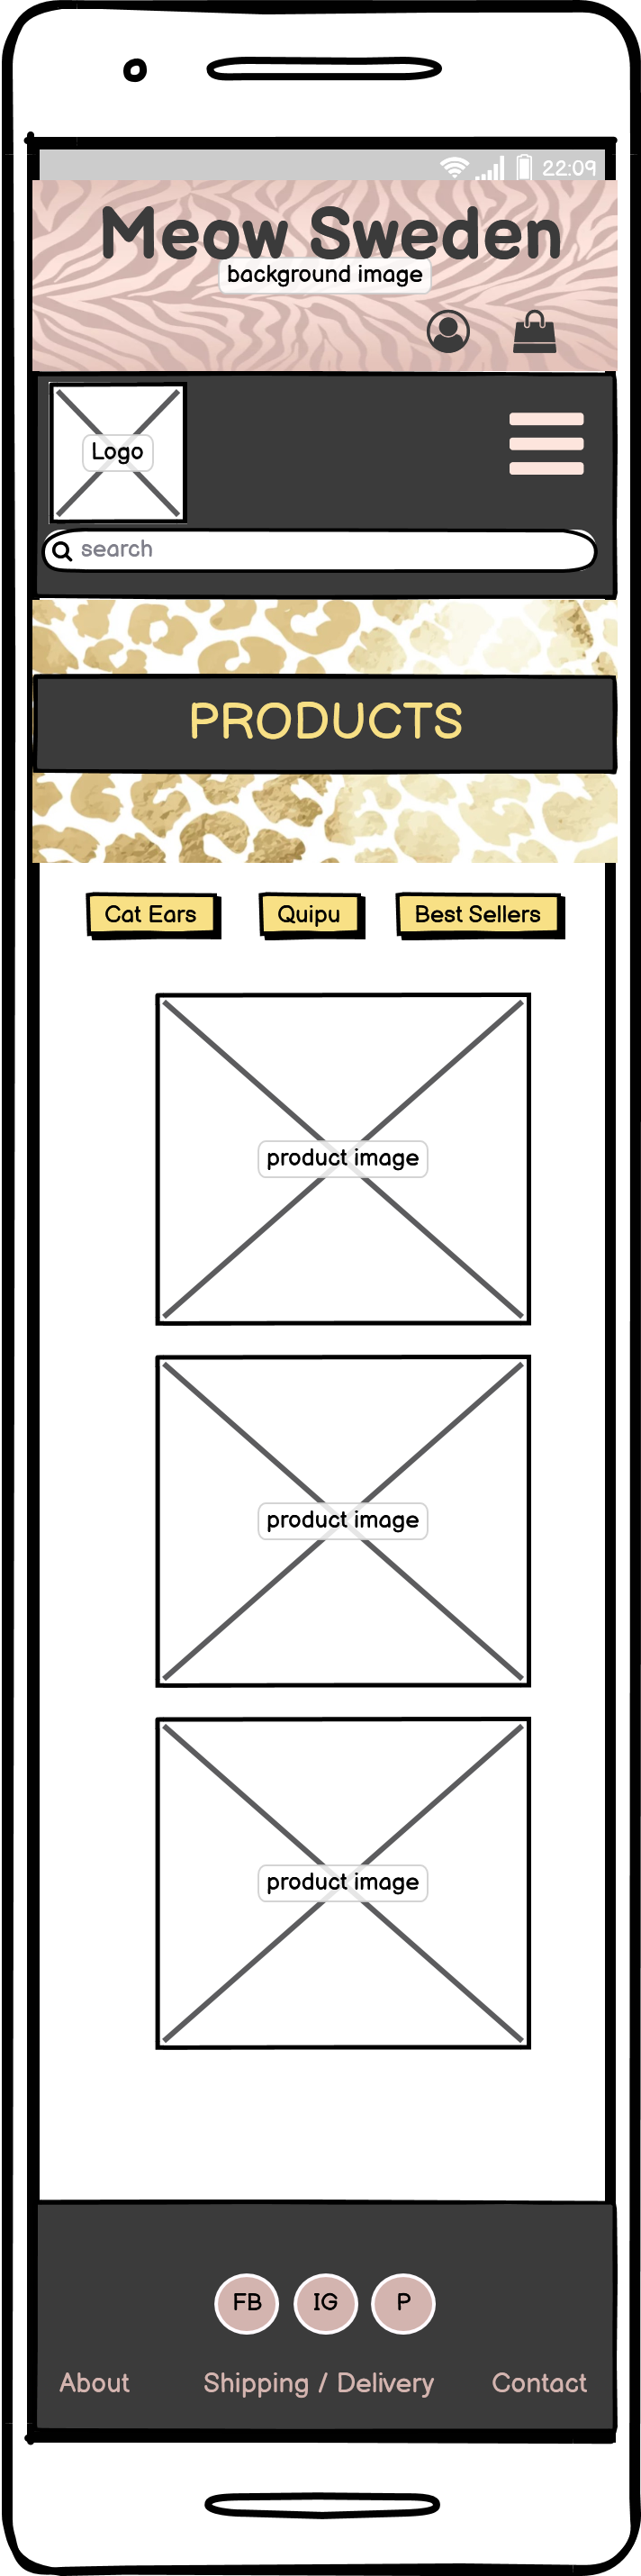 22:09
Meow Sweden
background image
Logo
search
PRODUCTS
Cat Ears Quipu Best Sellers
product image
product image
product image
FB IG P
About Shipping / Delivery Contact